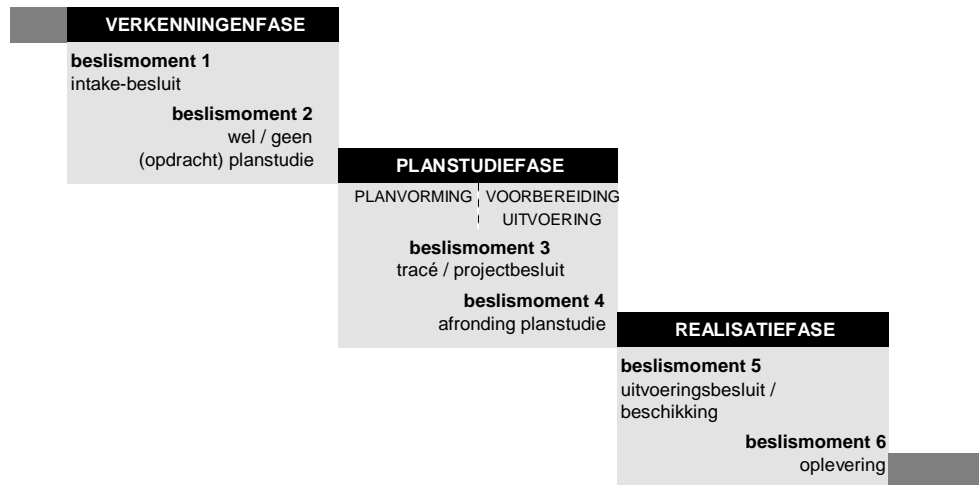 VERKENNINGENFASE
beslismoment 1
intake-besluit
beslismoment 2
wel / geen
(opdracht) planstudie
PLANSTUDIEFASE
PLANVORMING VOORBEREIDING
UITVOERING
beslismoment 3
tracé / projectbesluit
beslismoment 4
afronding planstudie
REALISATIEFASE
beslismoment 5
uitvoeringsbesluit /
beschikking
beslismoment 6
oplevering